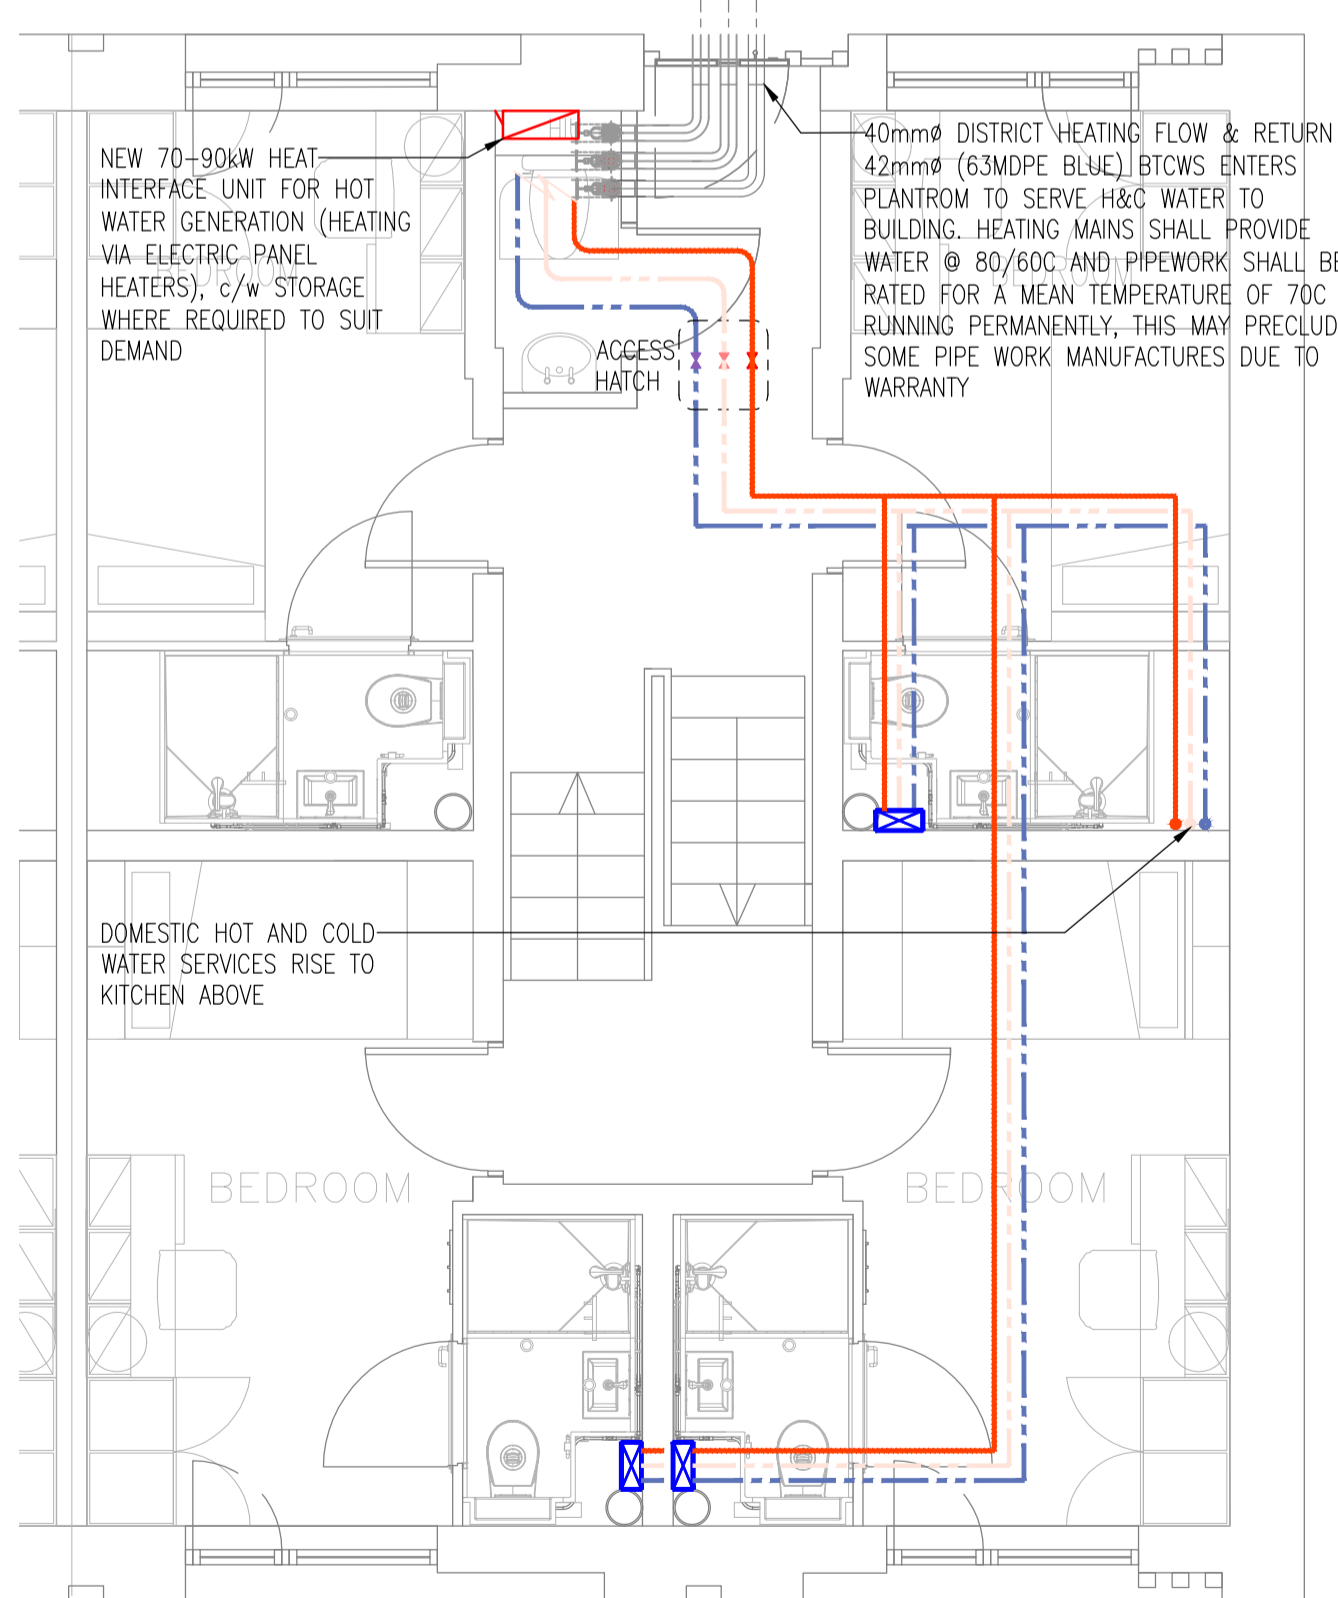 NEW 70-90kW HEAT
INTERFACE UNIT FOR HOT
WATER GENERATION (HEATING
VIA ELECTRIC PANEL
HEATERS), c/w STORAGE
WHERE REQUIRED TO SUIT
DEMAND
BEDROOM
40mmø DISTRICT HEATING FLOW & RETURN
42mmø (63MDPE BLUE) BTCWS ENTERS
PLANTROM TO SERVE H&C WATER TO
BUILDING. HEATING MAINS SHALL PROVIDE
WATER @ 80/60C AND PIPEWORK SHALL BE
RATED FOR A MEAN TEMPERATURE OF 70C
RUNNING PERMANENTLY, THIS MAY PRECLUD
SOME PIPE WORK MANUFACTURES DUE TO
WARRANTY
BEDROOM
ACCESS
HATCH
DOMESTIC HOT AND COLD
WATER SERVICES RISE TO
KITCHEN ABOVE
BEDROOM
BEDROOM